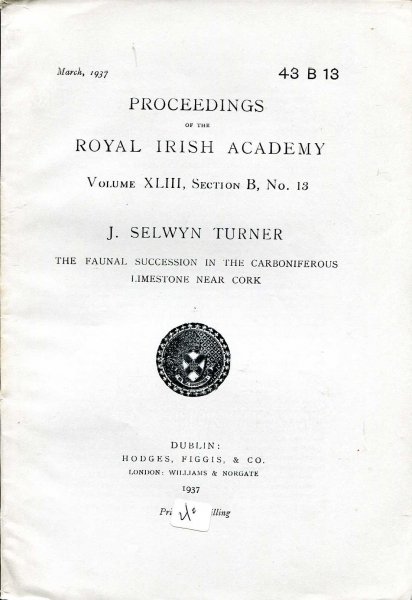 March, 1937
43 B 13
PROCEEDINGS
OF THE
ROYAL IRISH ACADEMY
VOLUME XLIII, SECTION B, No. 13
J. SELWYN TURNER
THE FAUNAL SUCCESSION IN THE CARBONIFEROUS
LIMESTONE NEAR CORK
DUBLIN:
HODGES, FIGGIS, & CO.
LONDON: WILLIAMS & NORGATE
1937
Pri lling